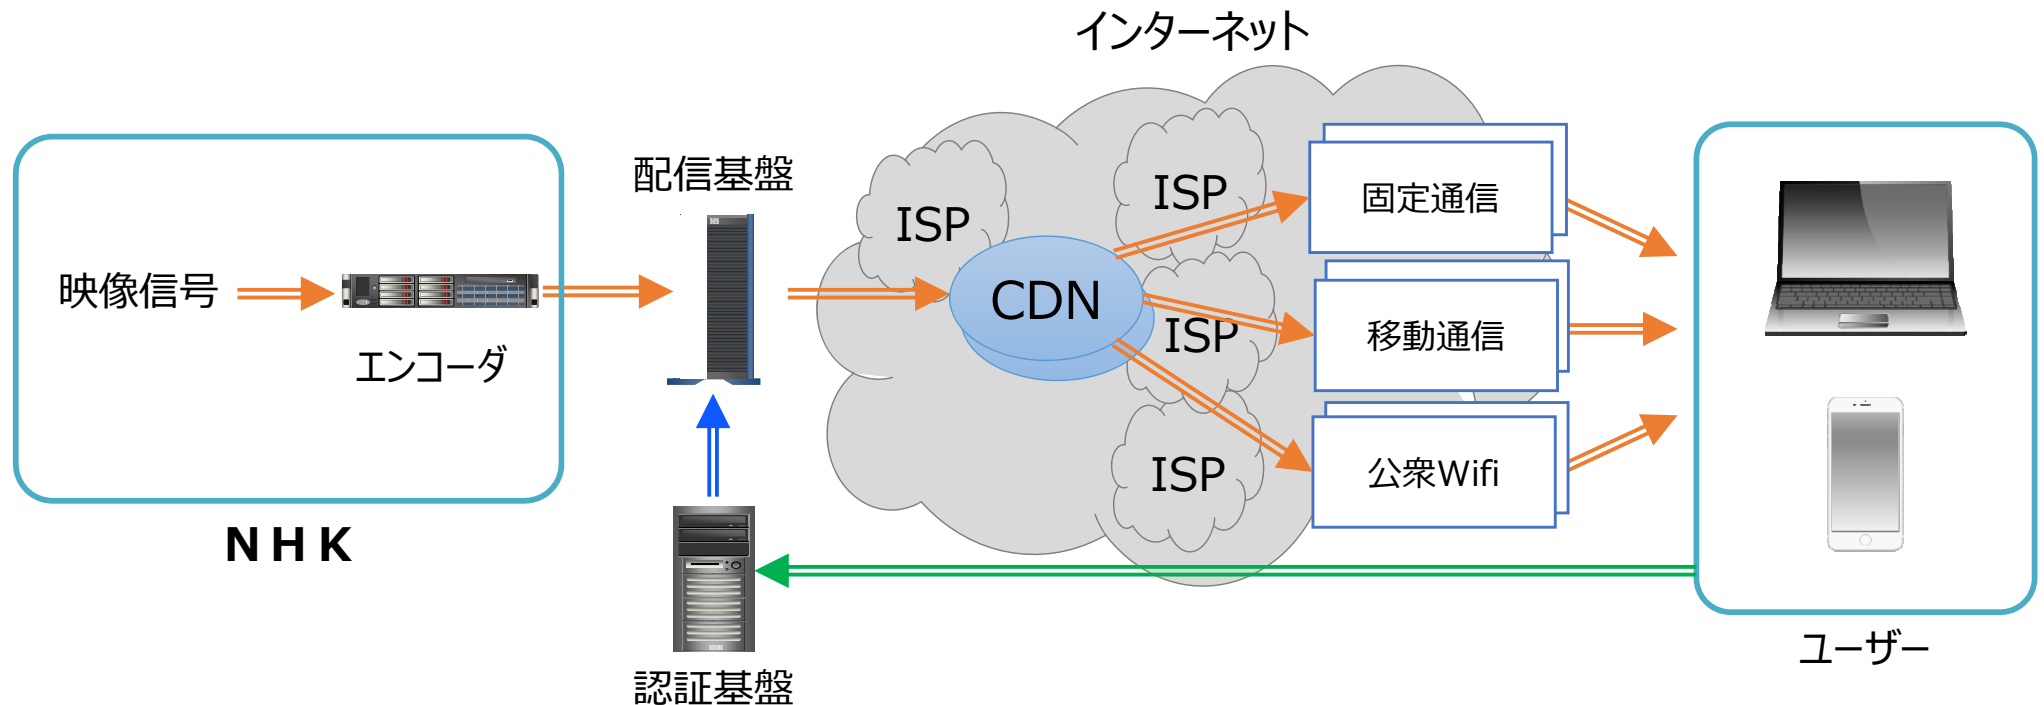 インターネット
配信基盤
ISP
ISP
固定通信
映像信号
CDN
ISP
移動通信
エンコーダ
ISP
公衆Wifi
NHK
ユーザー
認証基盤